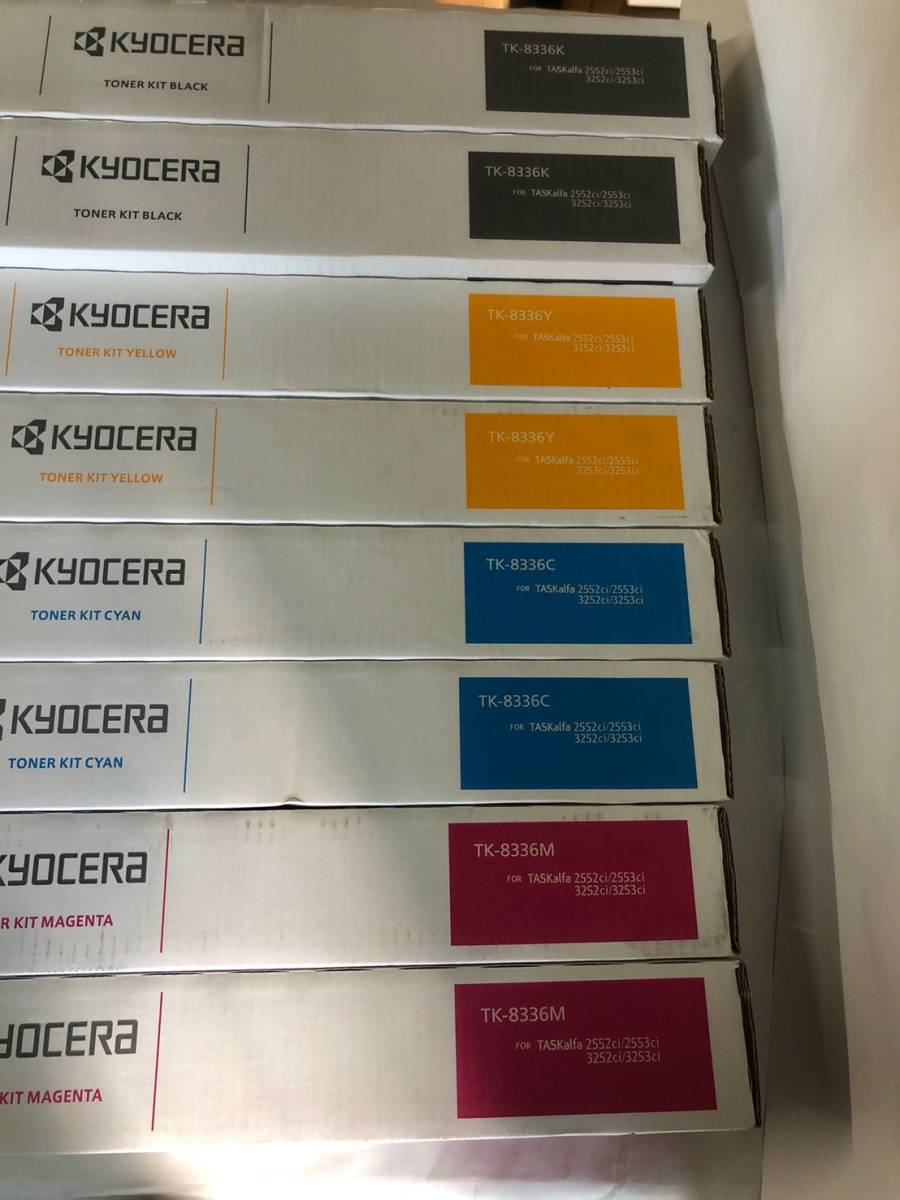 KYOCERA
TONER KIT BLACK
TK-8336K
FOR TASKalfa 2552ci/2553ci
3252ci/3253ci
KYOCERA
TONER KIT BLACK
TK-8336K
FOR TASKalfa 2552ci/2553ci
3252ci/3253ci
KYOCERA
TONER KIT YELLOW
TK-8336Y
FOR TASKalfa 2552ci/2553ci
3252ci/3253ci
KYOCERA
TONER KIT YELLOW
TK-8336Y
FOR TASKalfa 2552ci/2553ci
3252ci/3253ci
KYOCERA
TONER KIT CYAN
TK-8336C
FOR TASKalfa 2552ci/2553ci
3252ci/3253ci
KYOCERA
TONER KIT CYAN
TK-8336C
FOR TASKalfa 2552ci/2553ci
3252ci/3253ci
KYOCERA
R KIT MAGENTA
TK-8336M
FOR TASKalfa 2552ci/2553ci
3252ci/3253ci
YOCERA
KIT MAGENTA
TK-8336M
FOR TASKalfa 2552ci/2553ci
3252ci/3253ci